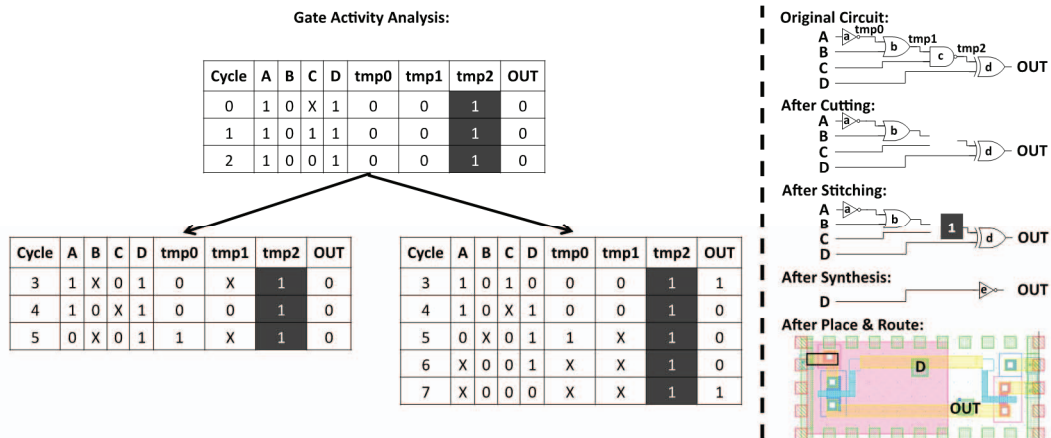 Gate Activity Analysis:
Cycle A B C D tmp0 tmp1 tmp2 OUT
0 1 0 X 1 0 0 1 0
1 1 0 1 1 0 0 1 0
2 1 0 0 1 0 0 1 0
Cycle A B C D tmp0 tmp1 tmp2 OUT
3 1 X 0 1 0 X 1 0
4 1 0 X 1 0 0 1 0
5 0 X 0 1 1 X 1 0
Cycle A B C D tmp0 tmp1 tmp2 OUT
3 1 0 1 0 0 0 1 1
4 1 0 X 1 0 0 1 0
5 0 X 0 1 1 X 1 0
6 X 0 0 1 X X 1 0
7 X 0 0 0 X X 1 1
Original Circuit:
A a tmp0
B b tmp1
C c tmp2
D d OUT
After Cutting:
A a
B b
C d OUT
D
After Stitching:
A a
B b
C 1 d OUT
D
After Synthesis:
D e OUT
After Place & Route:
D
OUT